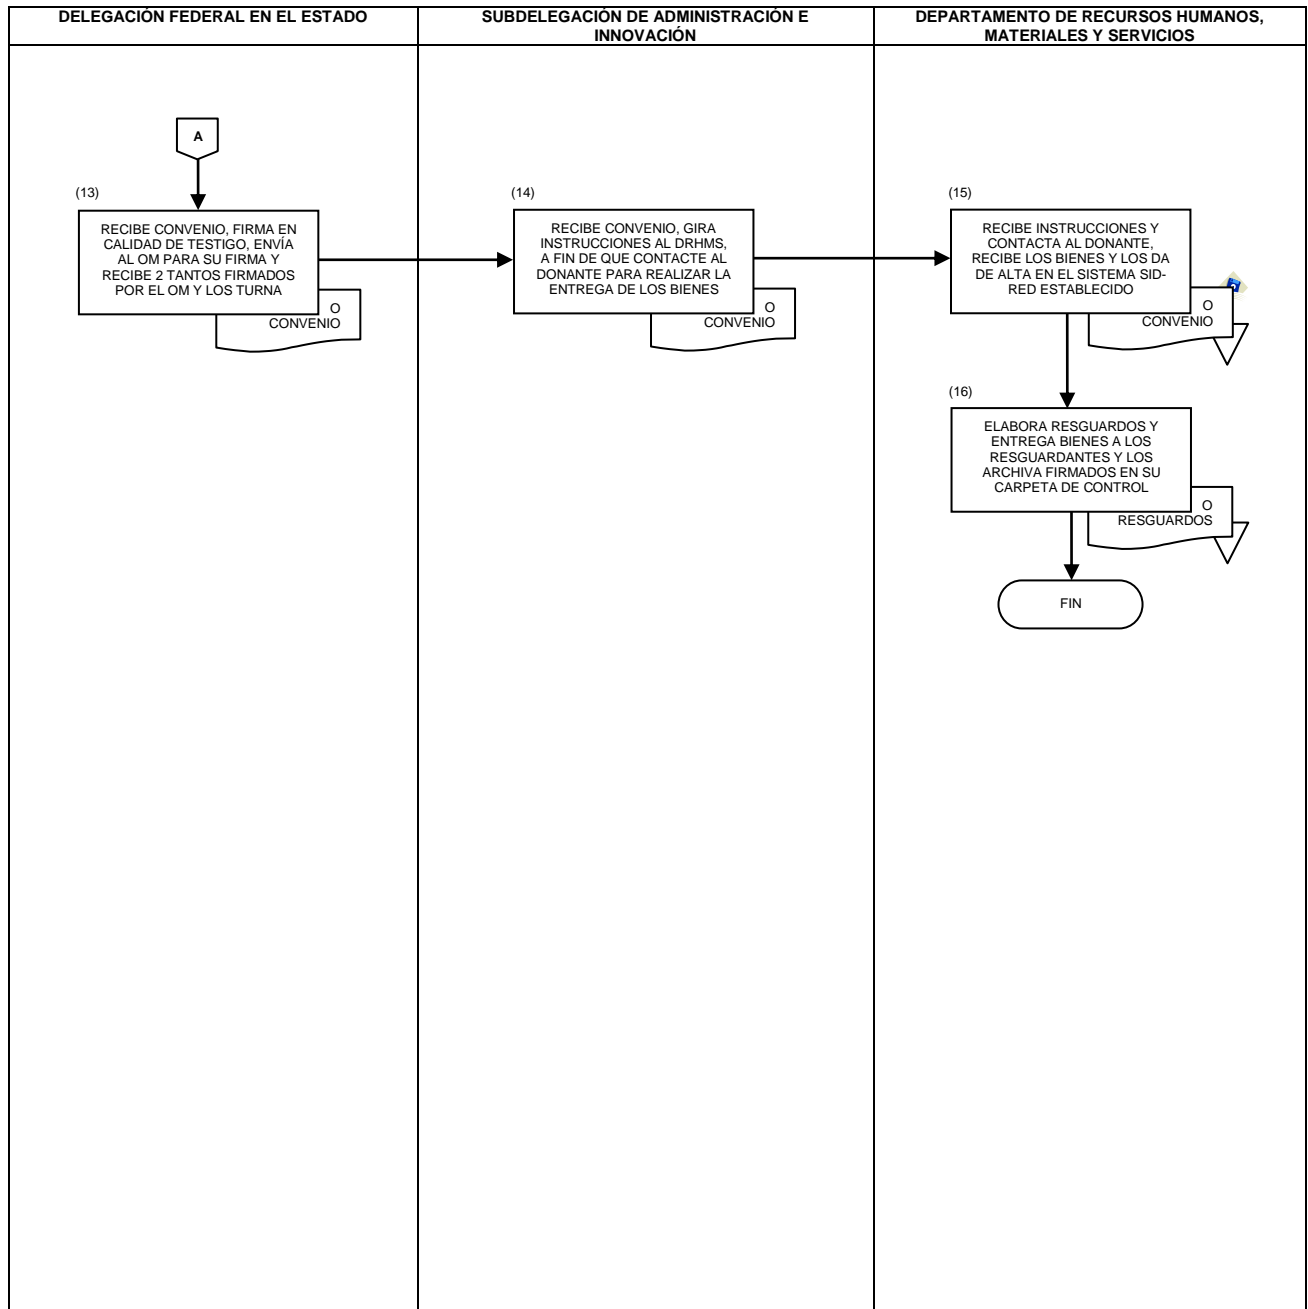 DELEGACIÓN FEDERAL EN EL ESTADO
SUBDELEGACIÓN DE ADMINISTRACIÓN E
INNOVACIÓN
DEPARTAMENTO DE RECURSOS HUMANOS,
MATERIALES Y SERVICIOS
A
(13)
RECIBE CONVENIO, FIRMA EN
CALIDAD DE TESTIGO, ENVÍA
AL OM PARA SU FIRMA Y
RECIBE 2 TANTOS FIRMADOS
POR EL OM Y LOS TURNA
O
CONVENIO
(14)
RECIBE CONVENIO, GIRA
INSTRUCCIONES AL DRHMS,
A FIN DE QUE CONTACTE AL
DONANTE PARA REALIZAR LA
ENTREGA DE LOS BIENES
O
CONVENIO
(15)
RECIBE INSTRUCCIONES Y
CONTACTA AL DONANTE,
RECIBE LOS BIENES Y LOS DA
DE ALTA EN EL SISTEMA SID-
RED ESTABLECIDO
O
CONVENIO
(16)
ELABORA RESGUARDOS Y
ENTREGA BIENES A LOS
RESGUARDANTES Y LOS
ARCHIVA FIRMADOS EN SU
CARPETA DE CONTROL
O
RESGUARDOS
FIN